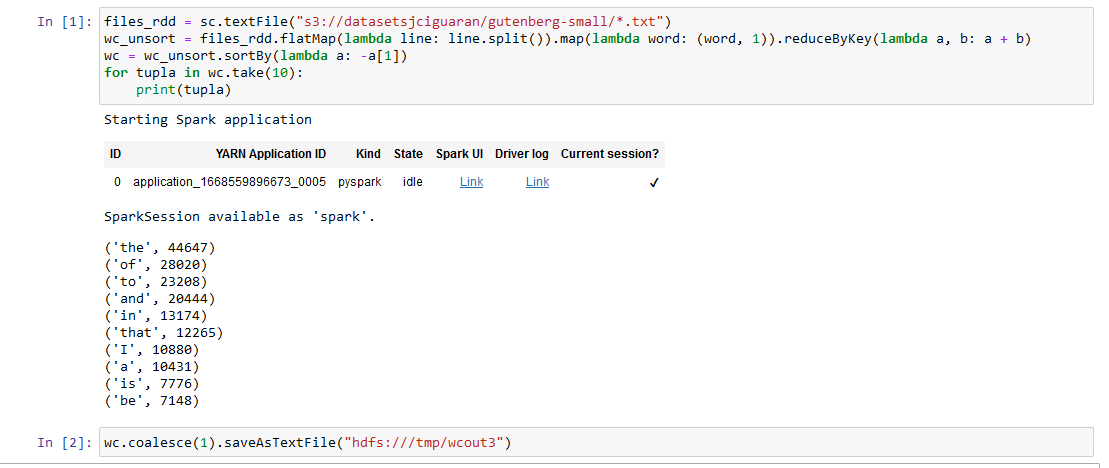 In [1]: files_rdd = sc.textFile("s3://datasetsjciguaran/gutenberg-small/*.txt")
wc_unsort = files_rdd.flatMap(lambda line: line.split()).map(lambda word: (word, 1)).reduceByKey(lambda a, b: a + b)
wc = wc_unsort.sortBy(lambda a: -a[1])
for tupla in wc.take(10):
    print(tupla)
Starting Spark application
ID YARN Application ID Kind State Spark UI Driver log Current session?
0 application_1668559896673_0005 pyspark idle Link Link ✓
SparkSession available as 'spark'.
('the', 44647)
('of', 28020)
('to', 23208)
('and', 20444)
('in', 13174)
('that', 12265)
('I', 10880)
('a', 10431)
('is', 7776)
('be', 7148)
In [2]: wc.coalesce(1).saveAsTextFile("hdfs:///tmp/wcout3")